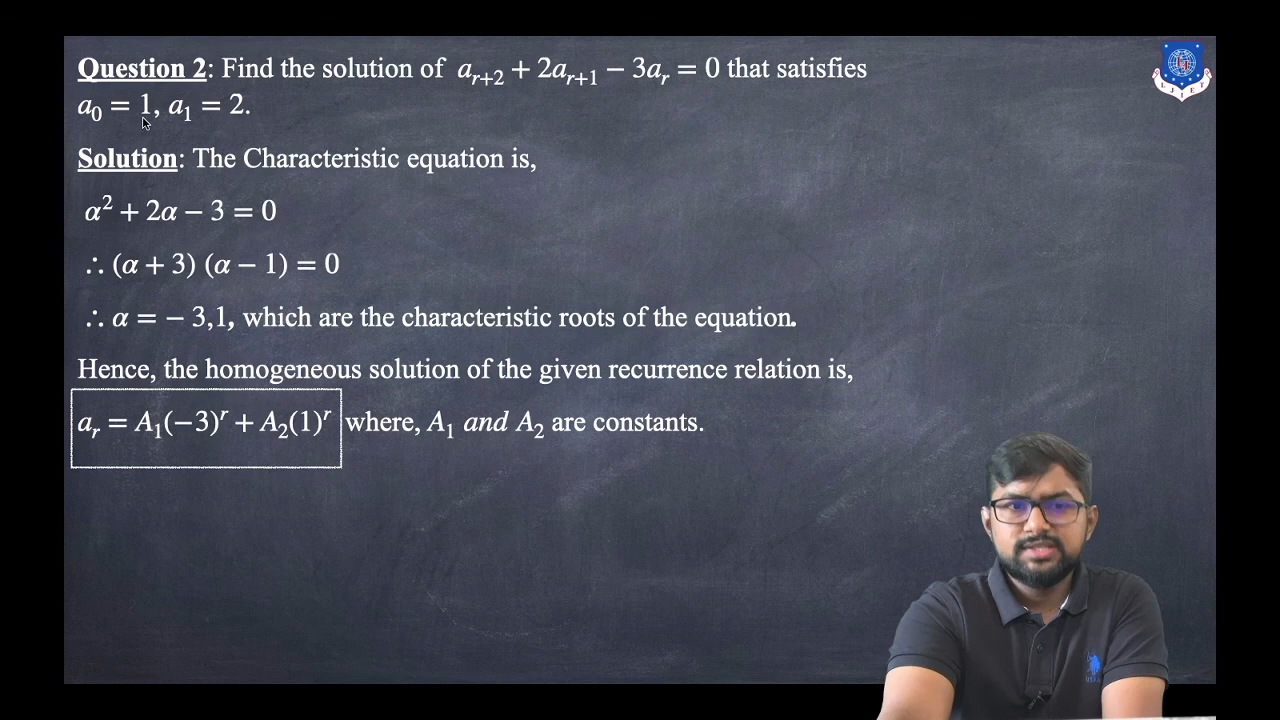 Question 2: Find the solution of a_{r+2} + 2a_{r+1} − 3a_r = 0 that satisfies
a_0 = 1, a_1 = 2.
Solution: The Characteristic equation is,
α² + 2α − 3 = 0
∴ (α + 3) (α − 1) = 0
∴ α = − 3,1, which are the characteristic roots of the equation.
Hence, the homogeneous solution of the given recurrence relation is,
a_r = A_1(−3)^r + A_2(1)^r where, A_1 and A_2 are constants.